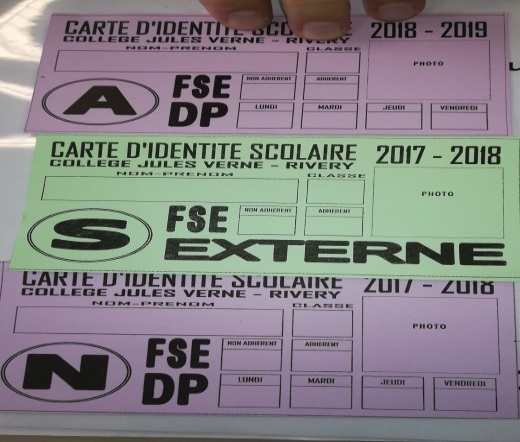 CARTE D'IDENTITE SCO 2018 - 2019
COLLEGE JULES VERNE - RIVERY
NOM-PRENOM CLASSE
PHOTO
A FSE NON ADHERENT ADHERENT
DP LUNDI MARDI JEUDI VENDREDI
CARTE D'IDENTITE SCOLAIRE 2017 - 2018
COLLEGE JULES VERNE - RIVERY
NOM-PRENOM CLASSE
PHOTO
S FSE NON ADHERENT ADHERENT
EXTERNE
CARTE D'IDENTITE SCOLAIRE 2017 - 2018
COLLEGE JULES VERNE - RIVERY
NOM-PRENOM CLASSE
PHOTO
N FSE NON ADHERENT ADHERENT
DP LUNDI MARDI JEUDI VENDREDI